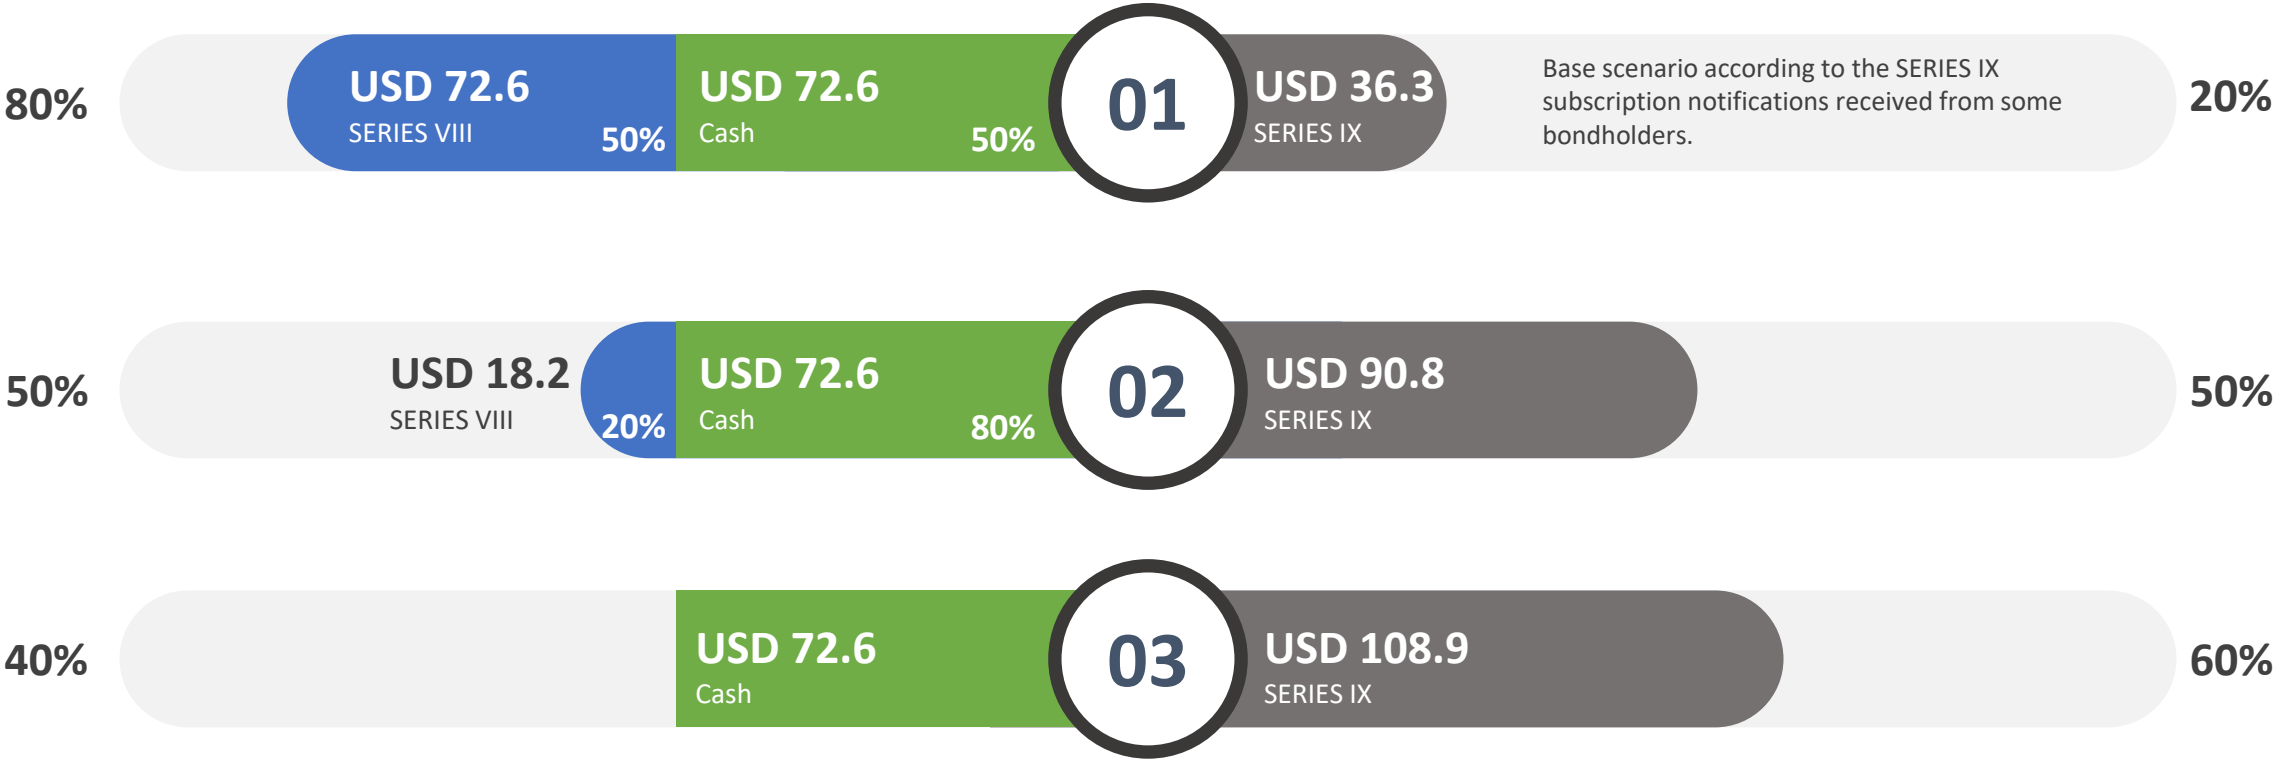 80%
USD 72.6
SERIES VIII
50%
USD 72.6
Cash
50%
01
USD 36.3
SERIES IX
Base scenario according to the SERIES IX
subscription notifications received from some
bondholders.
20%
50%
USD 18.2
SERIES VIII
20%
USD 72.6
Cash
80%
02
USD 90.8
SERIES IX
50%
40%
USD 72.6
Cash
03
USD 108.9
SERIES IX
60%